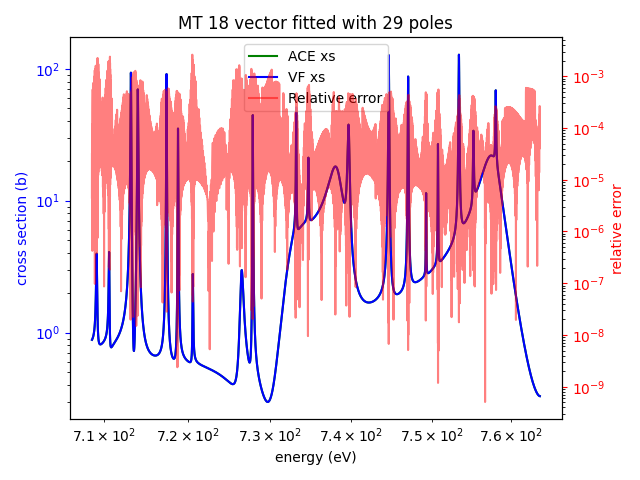 MT 18 vector fitted with 29 poles
ACE xs
VF xs
Relative error
cross section (b)
10²
10¹
10⁰
relative error
10⁻³
10⁻⁴
10⁻⁵
10⁻⁶
10⁻⁷
10⁻⁸
10⁻⁹
7.1 × 10² 7.2 × 10² 7.3 × 10² 7.4 × 10² 7.5 × 10² 7.6 × 10²
energy (eV)